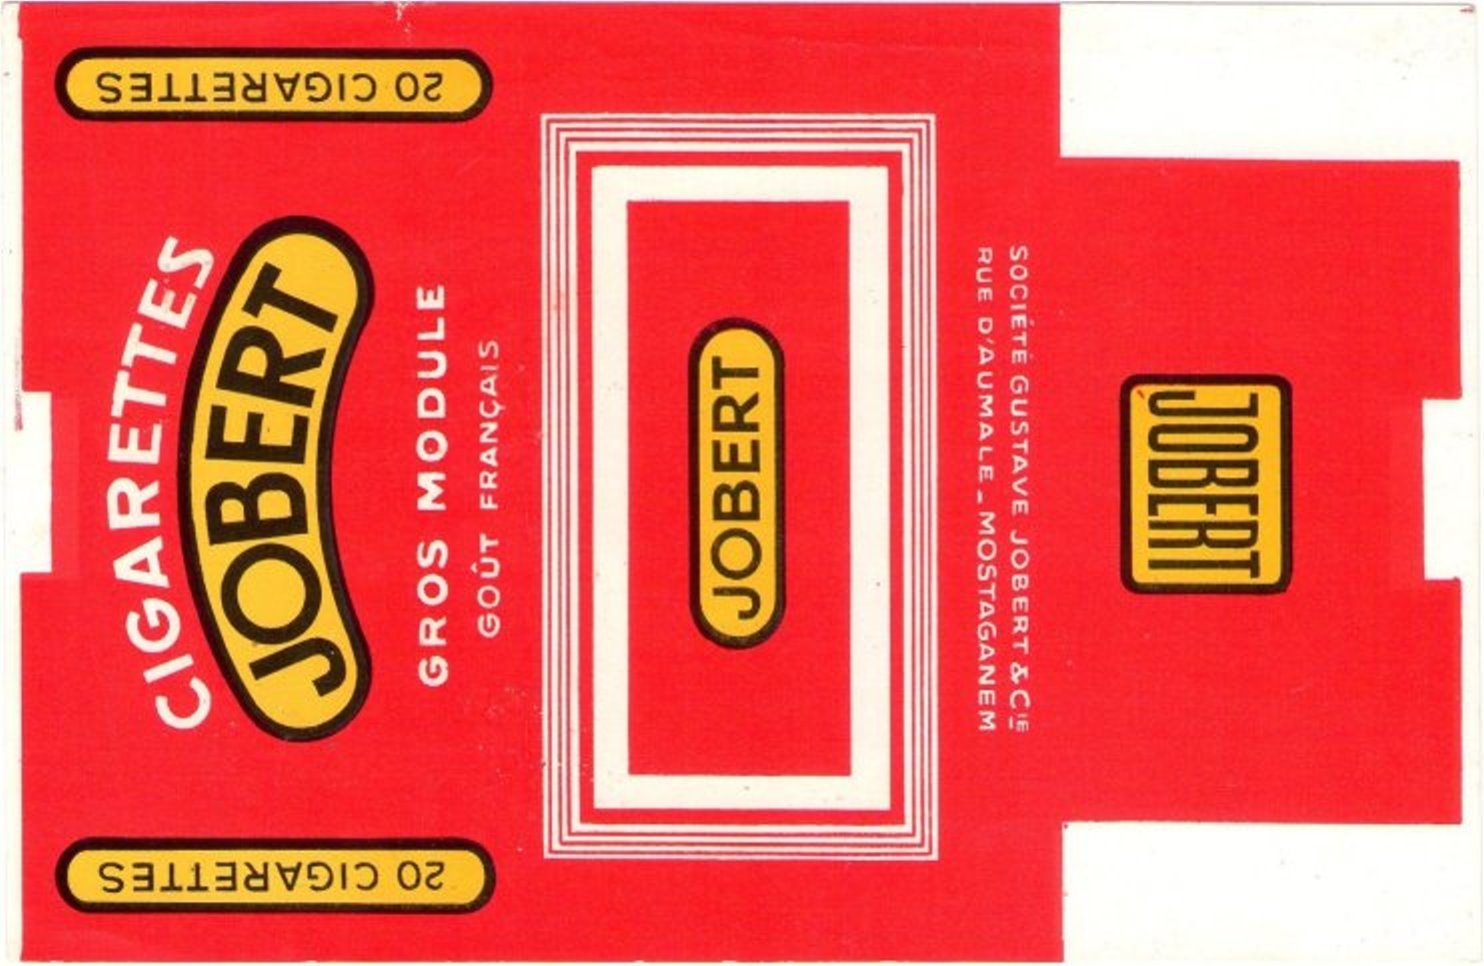 20 CIGARETTES
CIGARETTES
JOBERT
GROS MODULE
GOÛT FRANÇAIS
20 CIGARETTES
JOBERT
SOCIÉTÉ GUSTAVE JOBERT & CIE
RUE D'AUMALE _ MOSTAGANEM
JOBERT